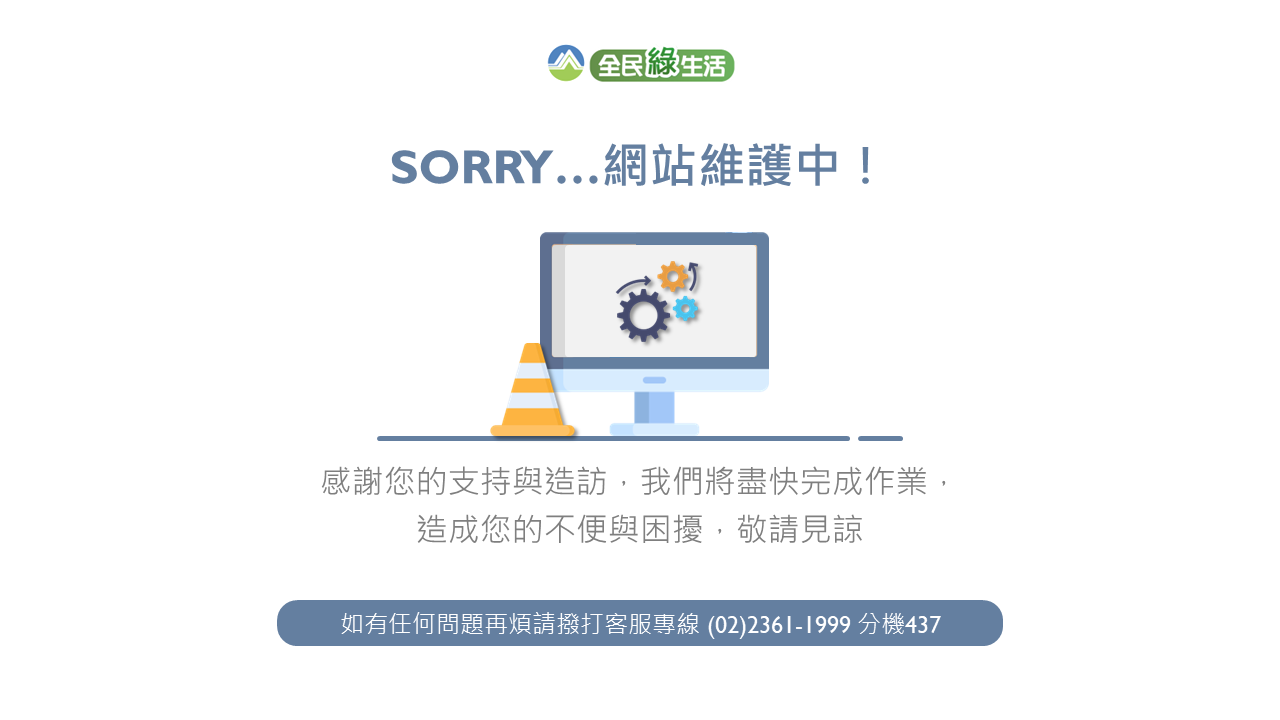 全民綠生活
SORRY...網站維護中！
感謝您的支持與造訪，我們將盡快完成作業，
造成您的不便與困擾，敬請見諒
如有任何問題再煩請撥打客服專線 (02)2361-1999 分機437